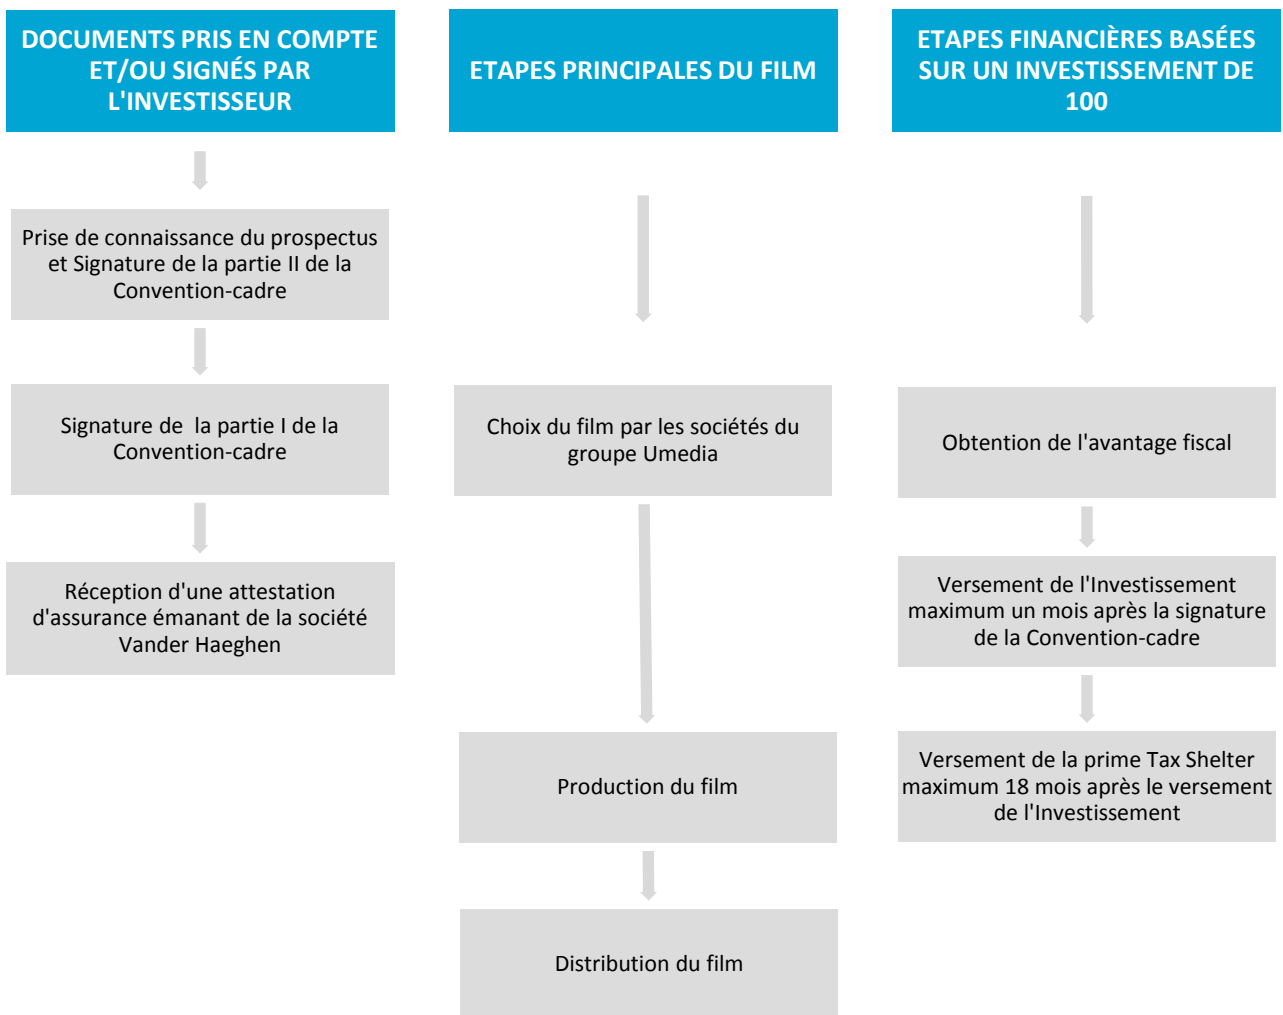 DOCUMENTS PRIS EN COMPTE
ET/OU SIGNÉS PAR
L'INVESTISSEUR
Prise de connaissance du prospectus
et Signature de la partie II de la
Convention-cadre
Signature de la partie I de la
Convention-cadre
Réception d'une attestation
d'assurance émanant de la société
Vander Haeghen
ETAPES PRINCIPALES DU FILM
Choix du film par les sociétés du
groupe Umedia
Production du film
Distribution du film
ETAPES FINANCIÈRES BASÉES
SUR UN INVESTISSEMENT DE
100
Obtention de l'avantage fiscal
Versement de l'Investissement
maximum un mois après la signature
de la Convention-cadre
Versement de la prime Tax Shelter
maximum 18 mois après le versement
de l'Investissement